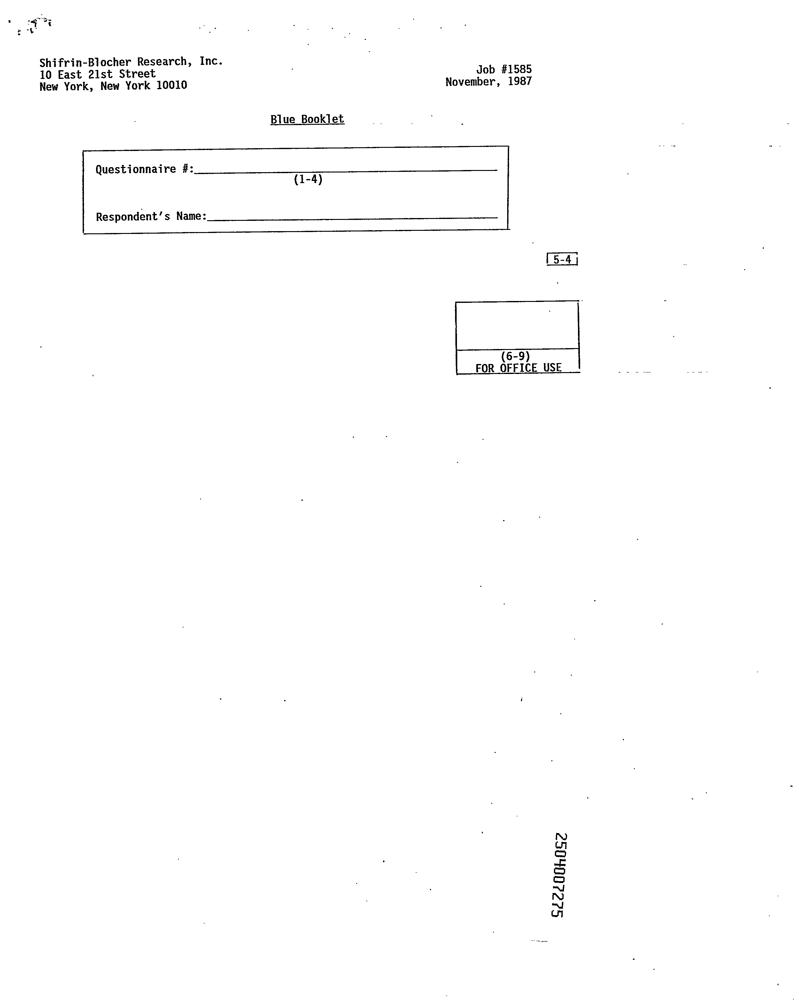 Shifrin-Blocher Research, Inc.
10 East 21st Street
New York, New York 10010
Job #1585
November, 1987
Blue Booklet
Questionnaire #:
(1-4)
Respondent's Name:
5-4
(6-9)
FOR OFFICE USE
2504007275